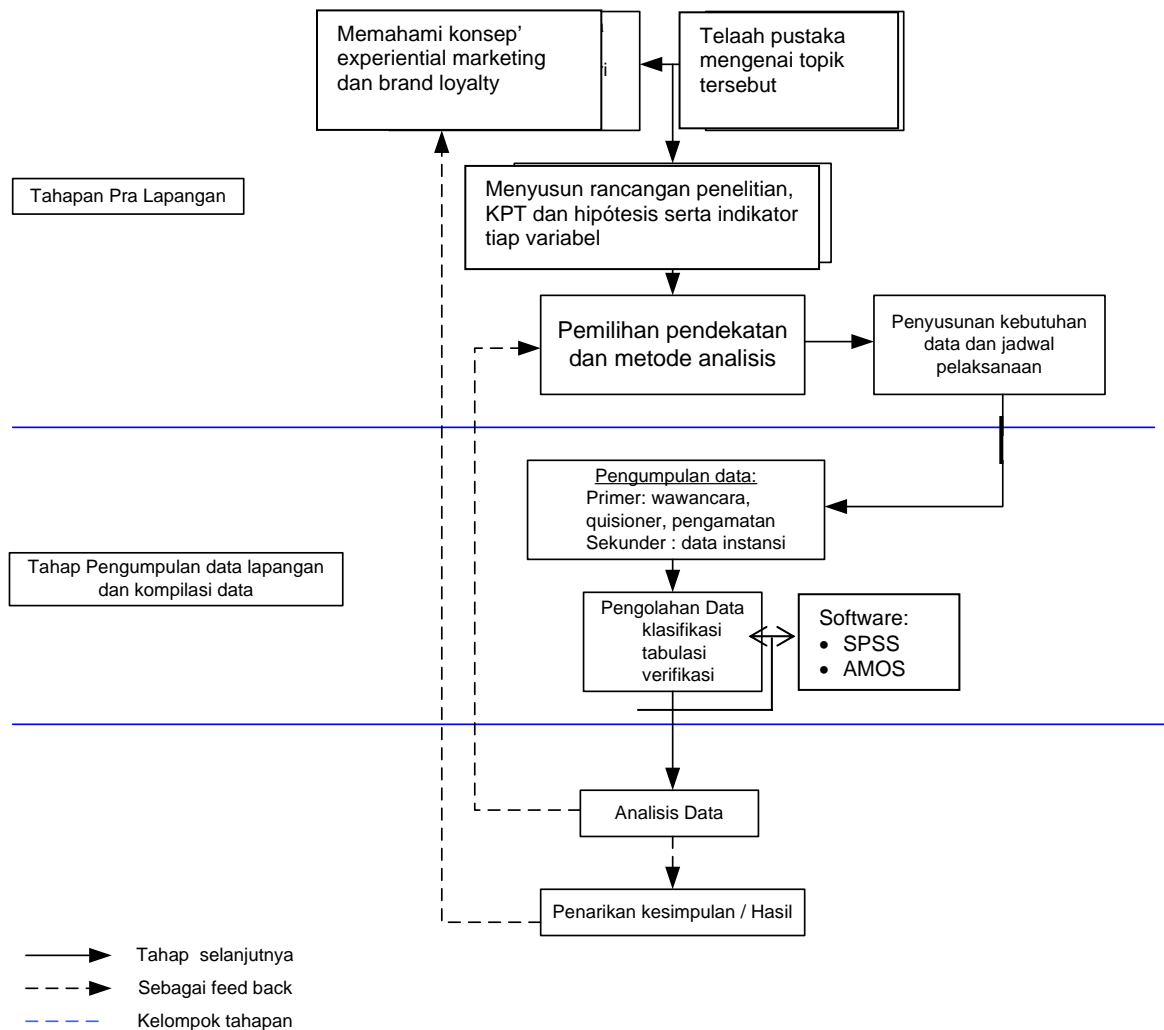 Memahami konsep’
experiential marketing
dan brand loyalty
Telaah pustaka
mengenai topik
tersebut
Tahapan Pra Lapangan
Menyusun rancangan penelitian,
KPT dan hipótesis serta indikator
tiap variabel
Pemilihan pendekatan
dan metode analisis
Penyusunan kebutuhan
data dan jadwal
pelaksanaan
Pengumpulan data:
Primer: wawancara,
quisioner, pengamatan
Sekunder : data instansi
Tahap Pengumpulan data lapangan
dan kompilasi data
Pengolahan Data
klasifikasi
tabulasi
verifikasi
Software:
• SPSS
• AMOS
Analisis Data
Penarikan kesimpulan / Hasil
Tahap selanjutnya
Sebagai feed back
Kelompok tahapan